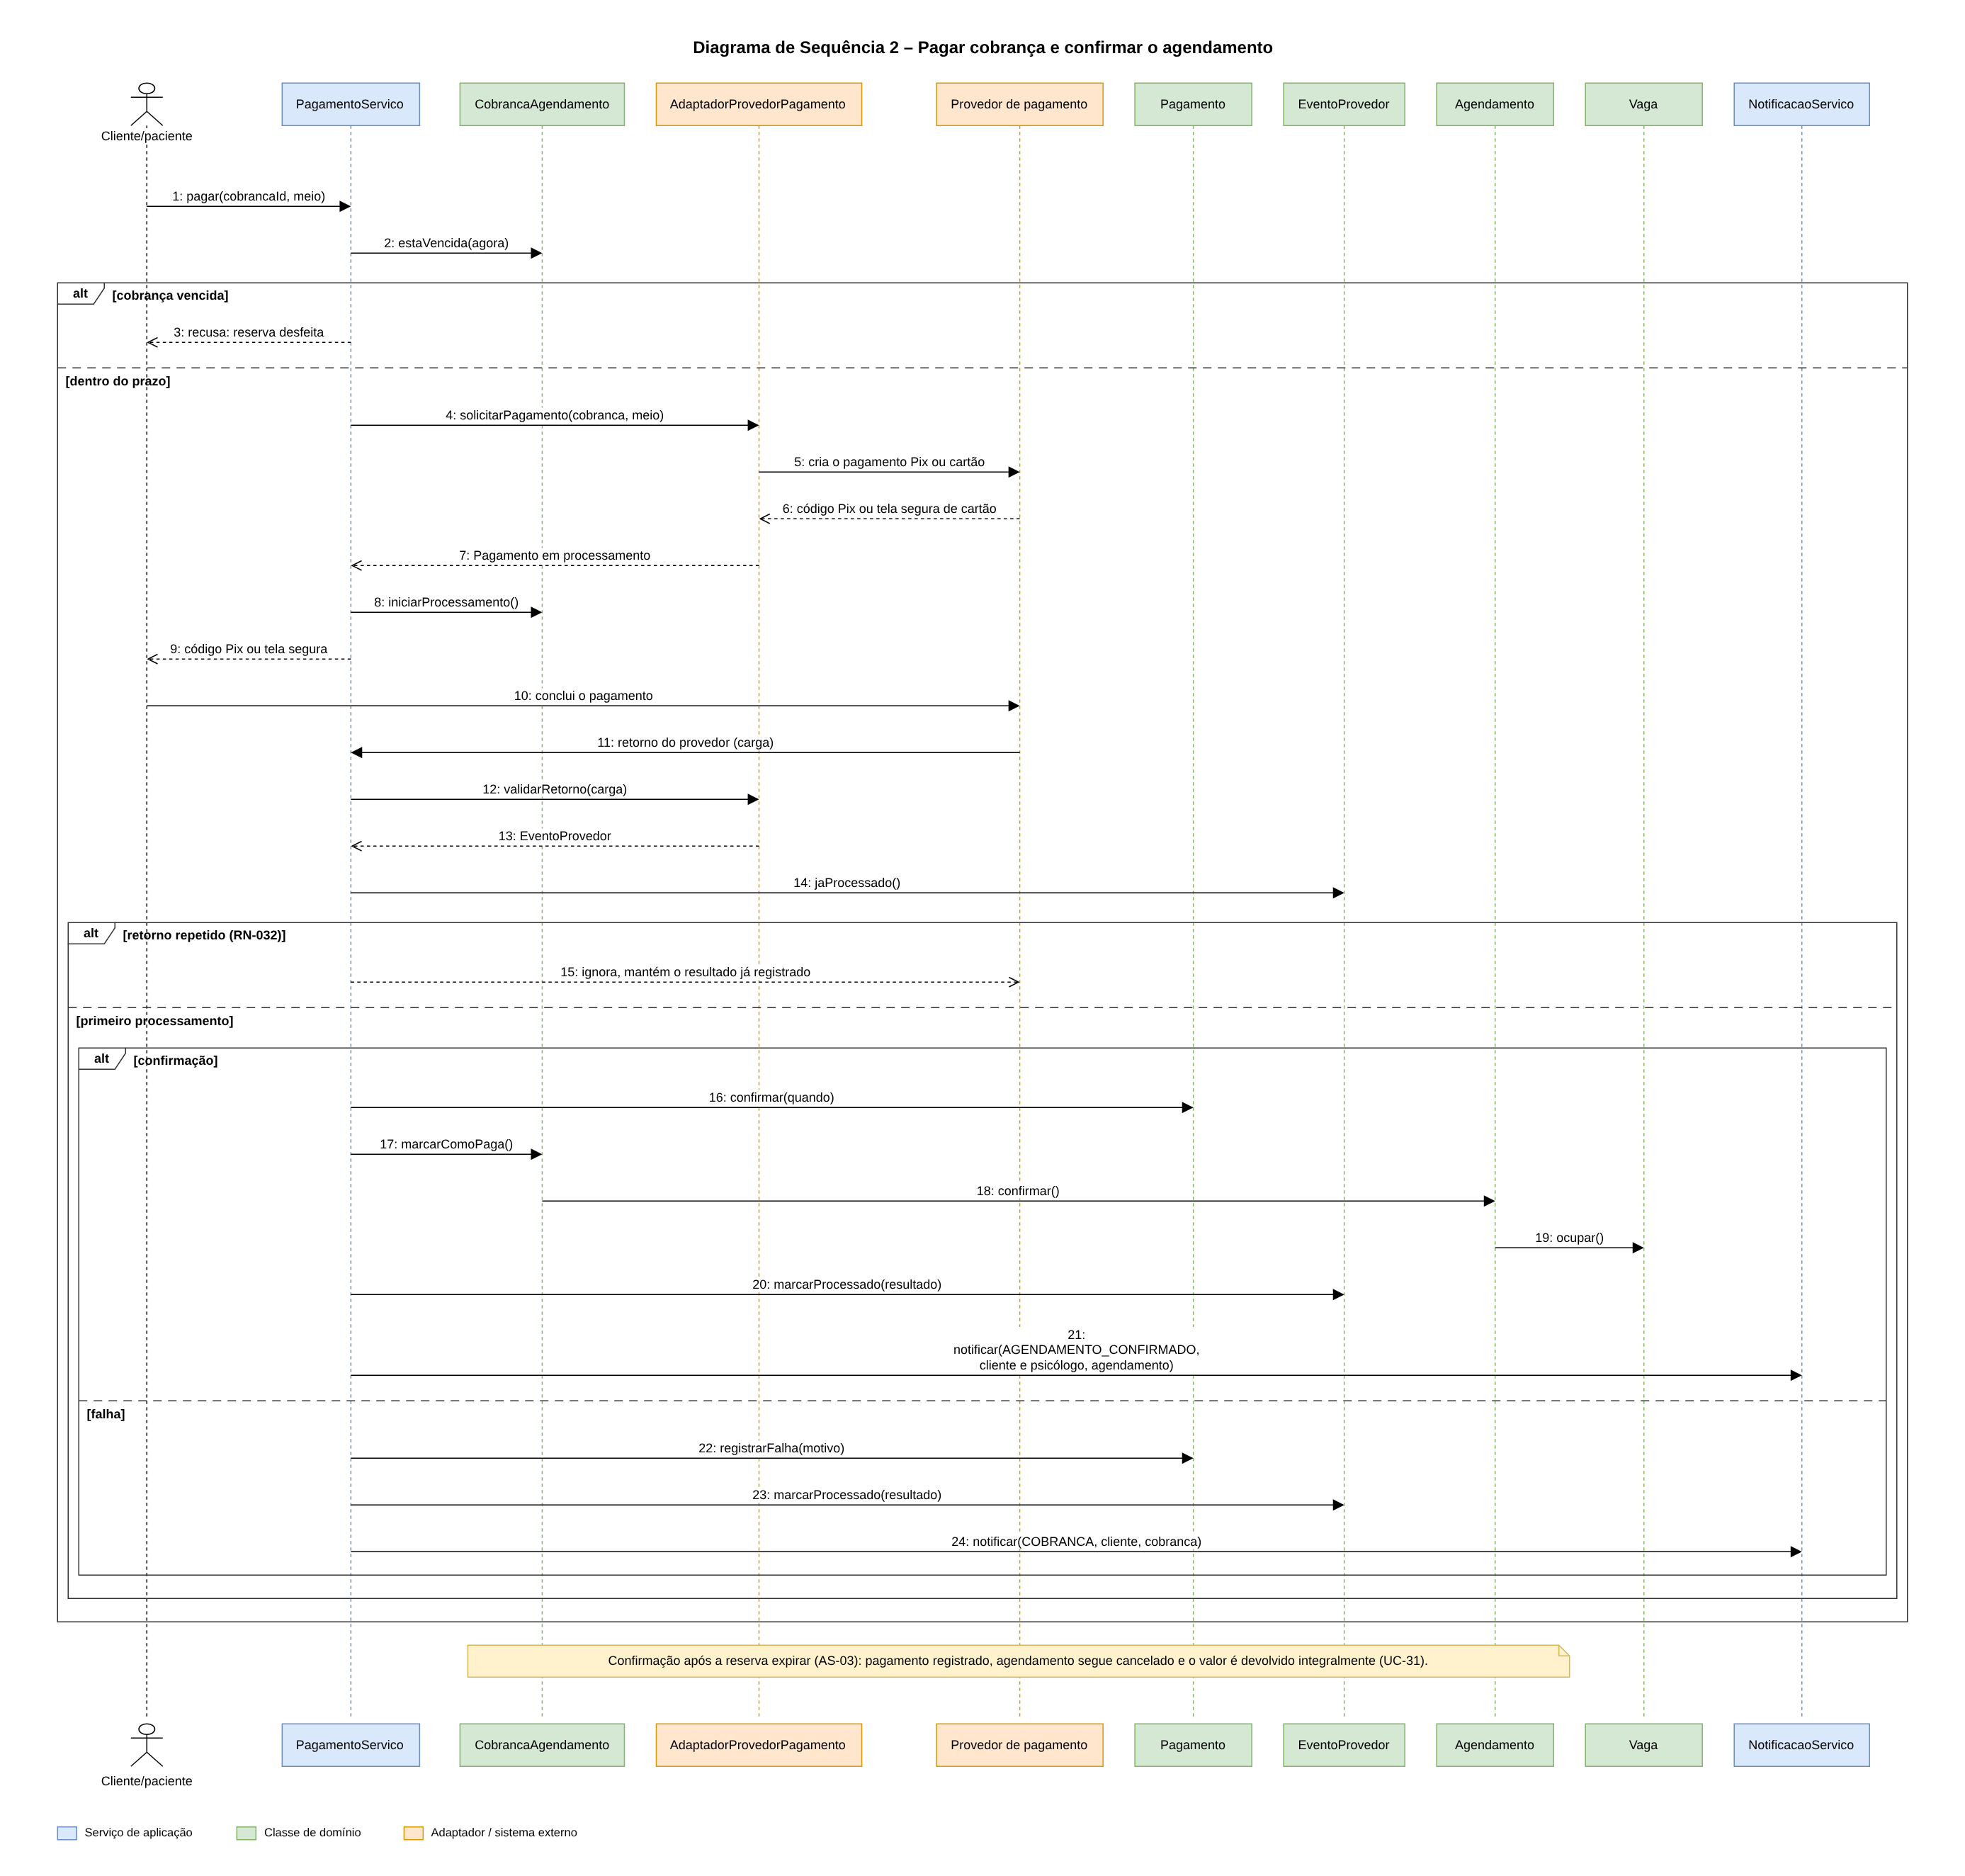 Diagrama de Sequência 2 – Pagar cobrança e confirmar o agendamento
Cliente/paciente
PagamentoServico
CobrancaAgendamento
AdaptadorProvedorPagamento
Provedor de pagamento
Pagamento
EventoProvedor
Agendamento
Vaga
NotificacaoServico
1: pagar(cobrancaId, meio)
2: estaVencida(agora)
alt
[cobrança vencida]
3: recusa: reserva desfeita
[dentro do prazo]
4: solicitarPagamento(cobranca, meio)
5: cria o pagamento Pix ou cartão
6: código Pix ou tela segura de cartão
7: Pagamento em processamento
8: iniciarProcessamento()
9: código Pix ou tela segura
10: conclui o pagamento
11: retorno do provedor (carga)
12: validarRetorno(carga)
13: EventoProvedor
14: jaProcessado()
alt
[retorno repetido (RN-032)]
15: ignora, mantém o resultado já registrado
[primeiro processamento]
alt
[confirmação]
16: confirmar(quando)
17: marcarComoPaga()
18: confirmar()
19: ocupar()
20: marcarProcessado(resultado)
21:
notificar(AGENDAMENTO_CONFIRMADO,
cliente e psicólogo, agendamento)
[falha]
22: registrarFalha(motivo)
23: marcarProcessado(resultado)
24: notificar(COBRANCA, cliente, cobranca)
Confirmação após a reserva expirar (AS-03): pagamento registrado, agendamento segue cancelado e o valor é devolvido integralmente (UC-31).
Cliente/paciente
PagamentoServico
CobrancaAgendamento
AdaptadorProvedorPagamento
Provedor de pagamento
Pagamento
EventoProvedor
Agendamento
Vaga
NotificacaoServico
Serviço de aplicação
Classe de domínio
Adaptador / sistema externo